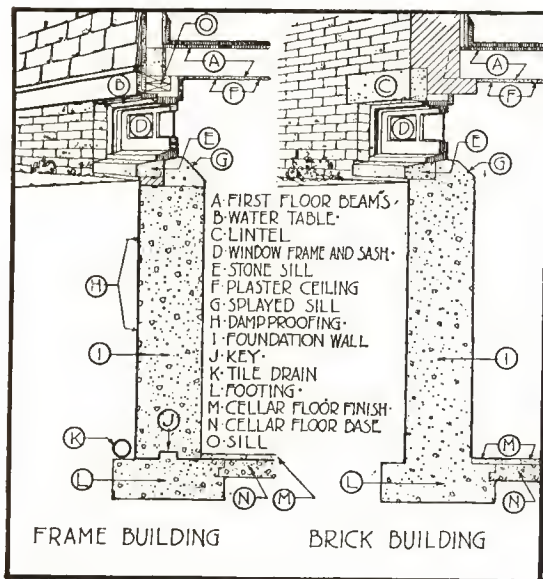 O
A
B
F
D
E
G
H
I
J
K
L
N
M
A
C
F
D
E
G
I
M
L
N
A·FIRST FLOOR BEAMS·
B·WATER TABLE·
C·LINTEL
D·WINDOW FRAME AND SASH·
E·STONE SILL
F·PLASTER CEILING
G·SPLAYED SILL
H·DAMPPROOFING·
I·FOUNDATION WALL
J·KEY·
K·TILE DRAIN
L·FOOTING·
M·CELLAR FLOOR FINISH·
N·CELLAR FLOOR BASE
O·SILL
FRAME BUILDING
BRICK BUILDING